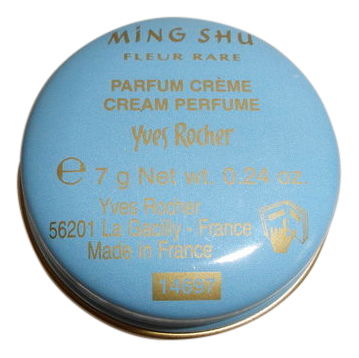 MING SHU
FLEUR RARE
PARFUM CRÈME
CREAM PERFUME
Yves Rocher
e 7 g Net wt. 0.24 oz.
Yves Rocher
56201 La Gacilly - France
Made in France
14697